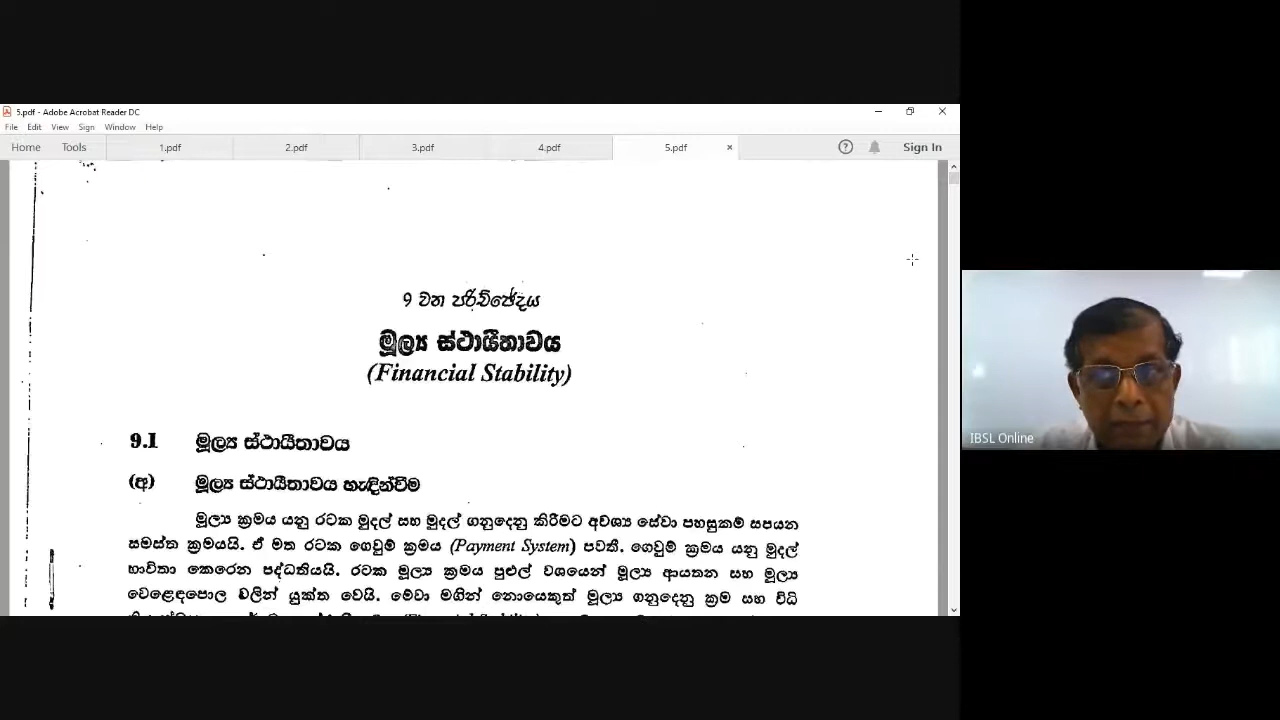 5.pdf - Adobe Acrobat Reader DC
File Edit View Sign Window Help
Home Tools 1.pdf 2.pdf 3.pdf 4.pdf 5.pdf × Sign In
9 වන පරිච්ඡේදය
මූල්‍ය ස්ථායීතාවය
(Financial Stability)
9.1 මූල්‍ය ස්ථායීතාවය
(අ) මූල්‍ය ස්ථායීතාවය හැඳින්වීම
මූල්‍ය ක්‍රමය යනු රටක මුදල් සහ මුදල් ගනුදෙනු කිරීමට අවශ්‍ය සේවා පහසුකම් සපයන
සමස්ත ක්‍රමයයි. ඒ මත රටක ගෙවුම් ක්‍රමය (Payment System) පවතී. ගෙවුම් ක්‍රමය යනු මුදල්
භාවිතා කෙරෙන පද්ධතියයි. රටක මූල්‍ය ක්‍රමය පුළුල් වශයෙන් මූල්‍ය ආයතන සහ මූල්‍ය
වෙළෙඳපොල වලින් යුක්ත වෙයි. මෙවා මගින් නොයෙකුත් මූල්‍ය ගනුදෙනු ක්‍රම සහ විධි
IBSL Online